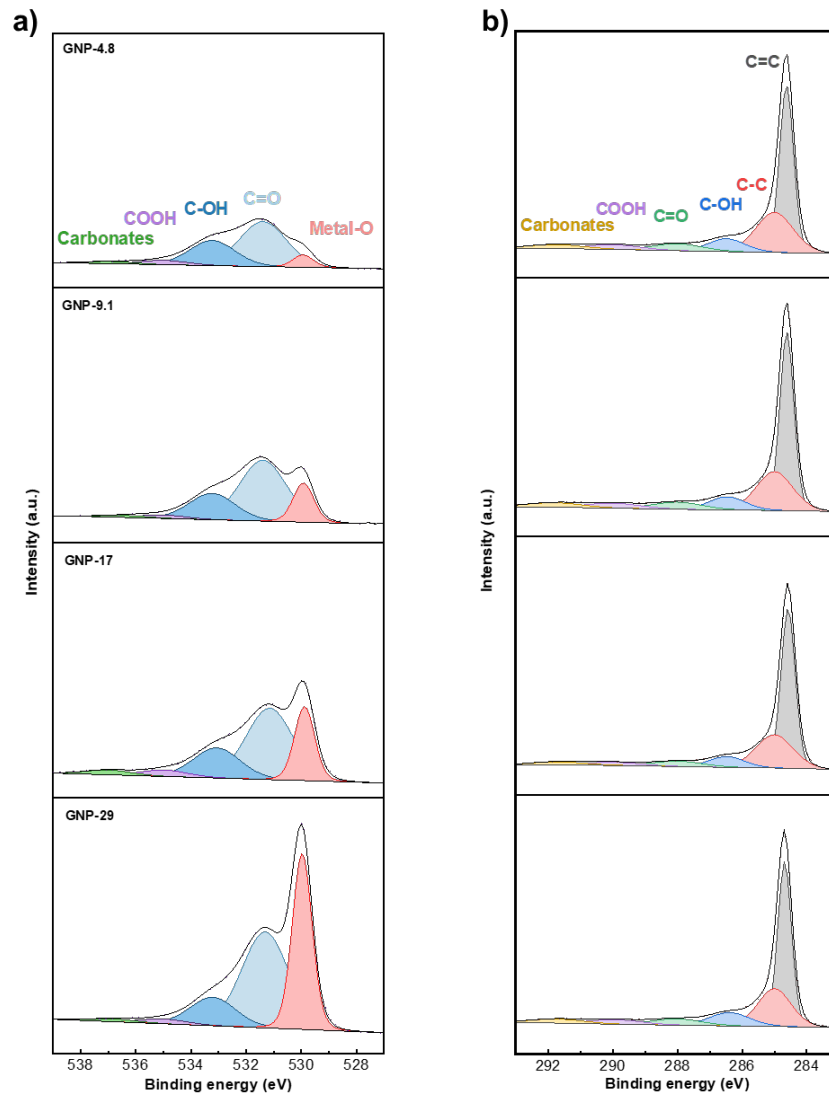 a)
GNP-4.8
Carbonates
COOH
C-OH
C=O
Metal-O
GNP-9.1
GNP-17
GNP-29
Intensity (a.u.)
538 536 534 532 530 528
Binding energy (eV)
b)
C=C
Carbonates
COOH
C=O
C-OH
C-C
Intensity (a.u.)
292 290 288 286 284
Binding energy (eV)